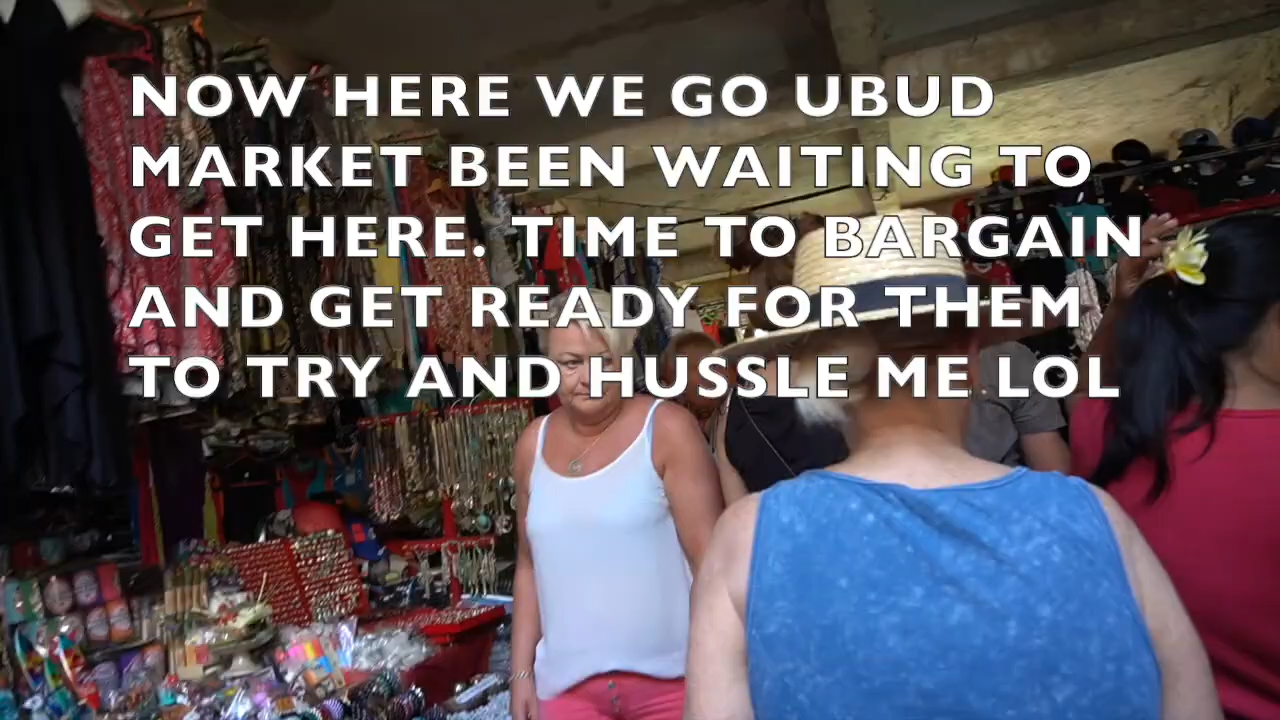 NOW HERE WE GO UBUD
MARKET BEEN WAITING TO
GET HERE. TIME TO BARGAIN
AND GET READY FOR THEM
TO TRY AND HUSSLE ME LOL